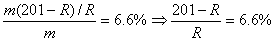 m(201-R)/R / m = 6.6% ⇒ 201-R / R = 6.6%